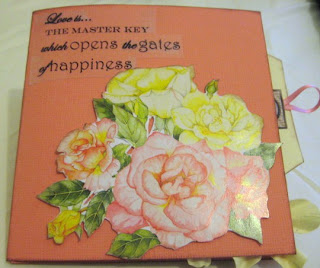 Love is...
THE MASTER KEY
which opens the gates
of happiness